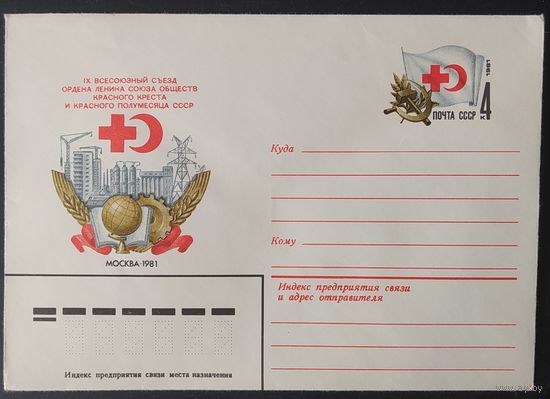 IX ВСЕСОЮЗНЫЙ СЪЕЗД
ОРДЕНА ЛЕНИНА СОЮЗА ОБЩЕСТВ
КРАСНОГО КРЕСТА
И КРАСНОГО ПОЛУМЕСЯЦА СССР
МОСКВА·1981
1981
ПОЧТА СССР 4
К
Куда
Кому
Индекс предприятия связи
и адрес отправителя
Индекс предприятия связи места назначения